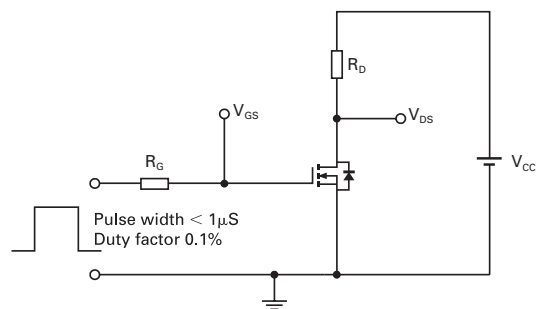 R_D
V_GS
V_DS
R_G
V_CC
Pulse width < 1μS
Duty factor 0.1%